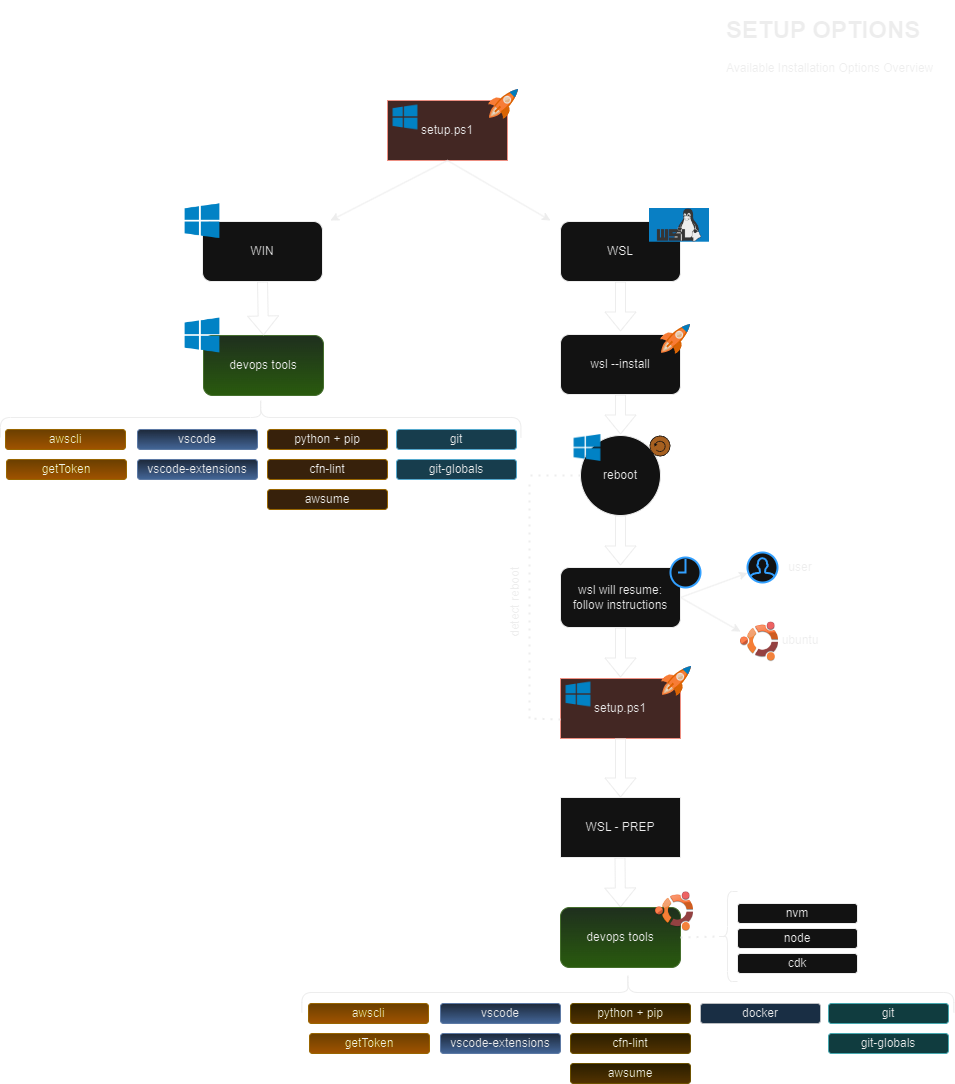 SETUP OPTIONS
Available Installation Options Overview
setup.ps1
WIN
WSL
WSL
devops tools
wsl --install
awscli
vscode
python + pip
git
getToken
vscode-extensions
cfn-lint
git-globals
awsume
reboot
detect reboot
wsl will resume:
follow instructions
user
ubuntu
setup.ps1
WSL - PREP
devops tools
nvm
node
cdk
awscli
vscode
python + pip
docker
git
getToken
vscode-extensions
cfn-lint
git-globals
awsume